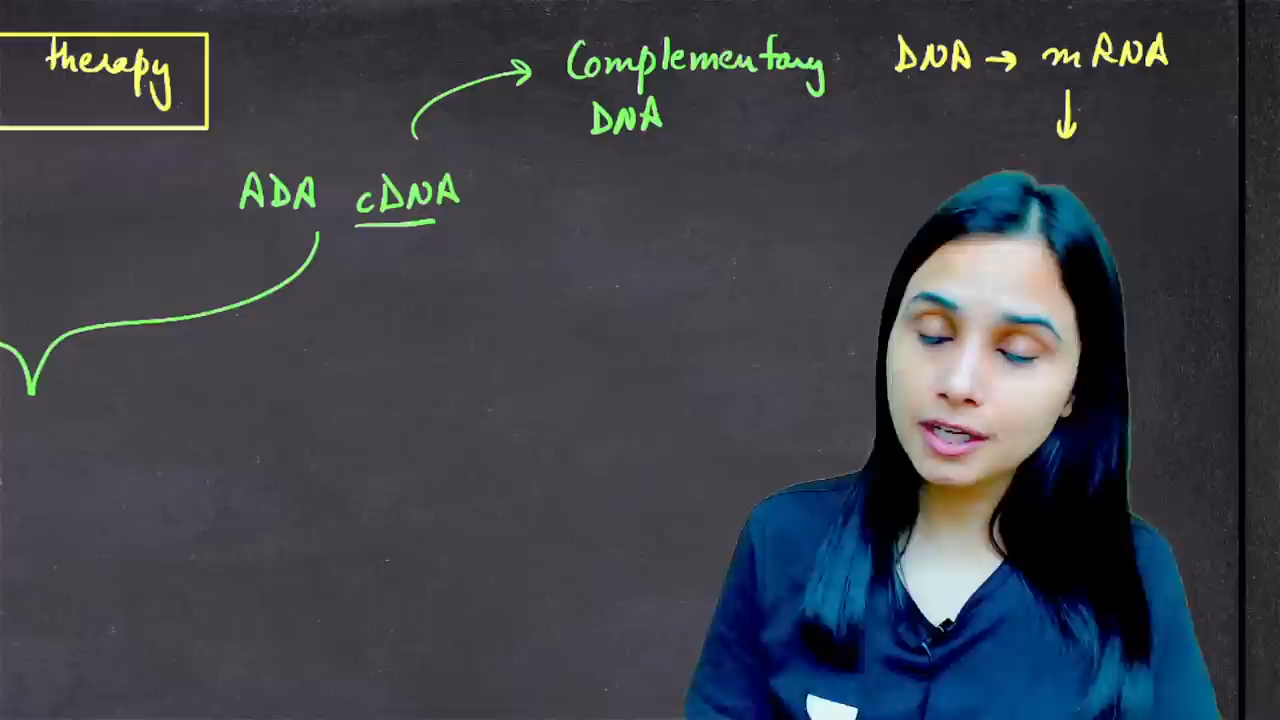 therapy
Complementary
DNA
DNA → mRNA
↓
ADA cDNA